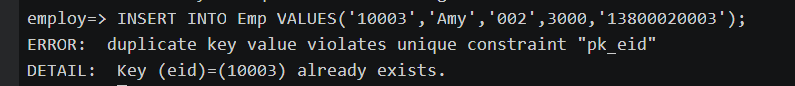 employ=> INSERT INTO Emp VALUES('10003','Amy','002',3000,'13800020003');
ERROR:  duplicate key value violates unique constraint "pk_eid"
DETAIL:  Key (eid)=(10003) already exists.